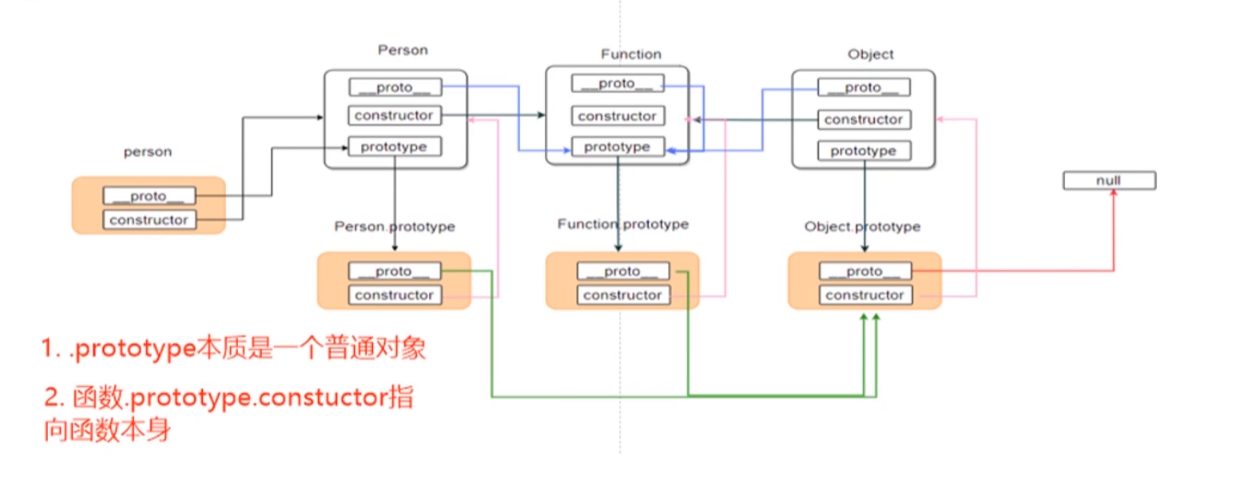 Person
Function
Object
__proto__
__proto__
__proto__
constructor
constructor
constructor
prototype
prototype
prototype
person
__proto__
constructor
null
Person.prototype
Function.prototype
Object.prototype
__proto__
__proto__
__proto__
constructor
constructor
constructor
1. .prototype本质是一个普通对象
2. 函数.prototype.constuctor指
向函数本身